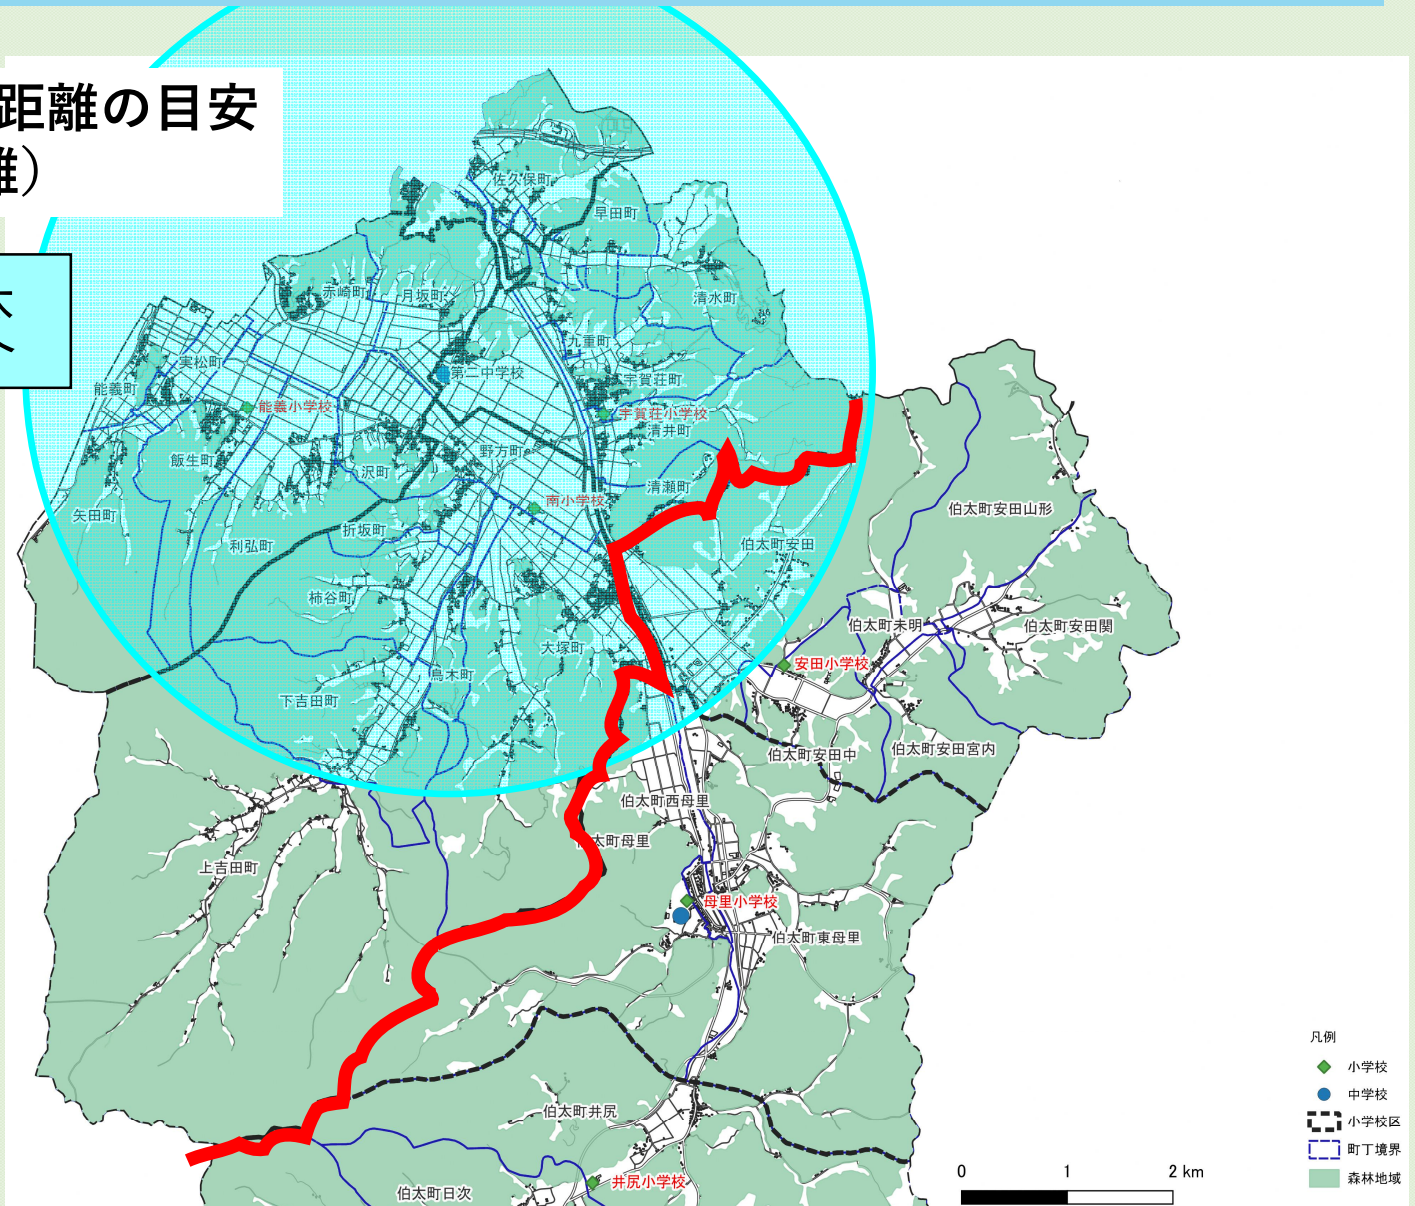 距離の目安
離）
佐久保町
早田町
赤崎町
月坂町
清水町
九重町
実松町
第二中学校
宇賀荘町
能義町
能義小学校
宇賀荘小学校
清井町
野方町
飯生町
沢町
清瀬町
南小学校
矢田町
伯太町安田山形
折坂町
利弘町
伯太町安田
柿谷町
伯太町未明
伯太町安田関
大塚町
安田小学校
鳥木町
下吉田町
伯太町安田中
伯太町安田宮内
伯太町西母里
伯太町母里
上吉田町
母里小学校
伯太町東母里
凡例
小学校
中学校
小学校区
町丁境界
森林地域
伯太町井尻
井尻小学校
伯太町日次
0 1 2 km